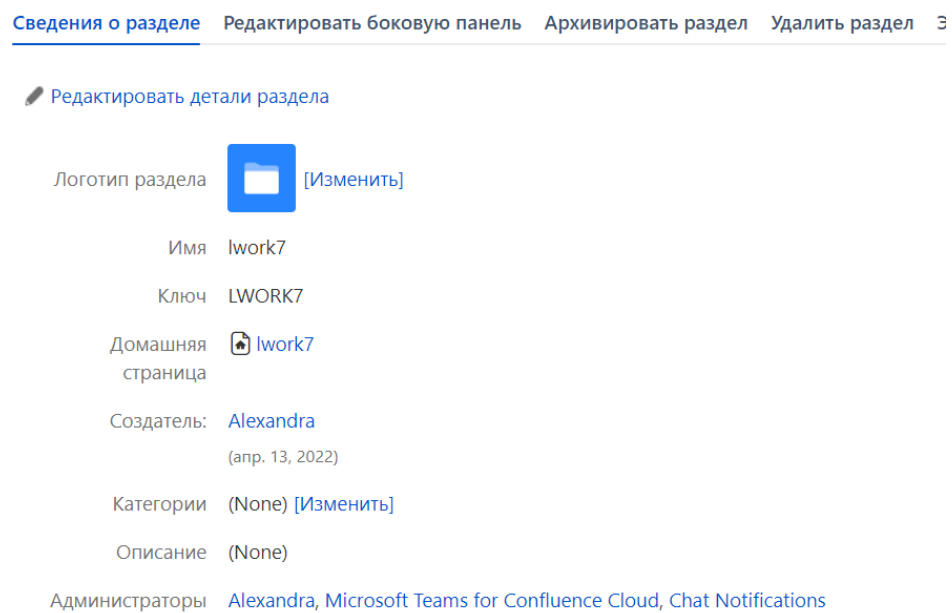 Сведения о разделе Редактировать боковую панель Архивировать раздел Удалить раздел Э
Редактировать детали раздела
Логотип раздела [Изменить]
Имя lwork7
Ключ LWORK7
Домашняя страница lwork7
Создатель: Alexandra
(апр. 13, 2022)
Категории (None) [Изменить]
Описание (None)
Администраторы Alexandra, Microsoft Teams for Confluence Cloud, Chat Notifications